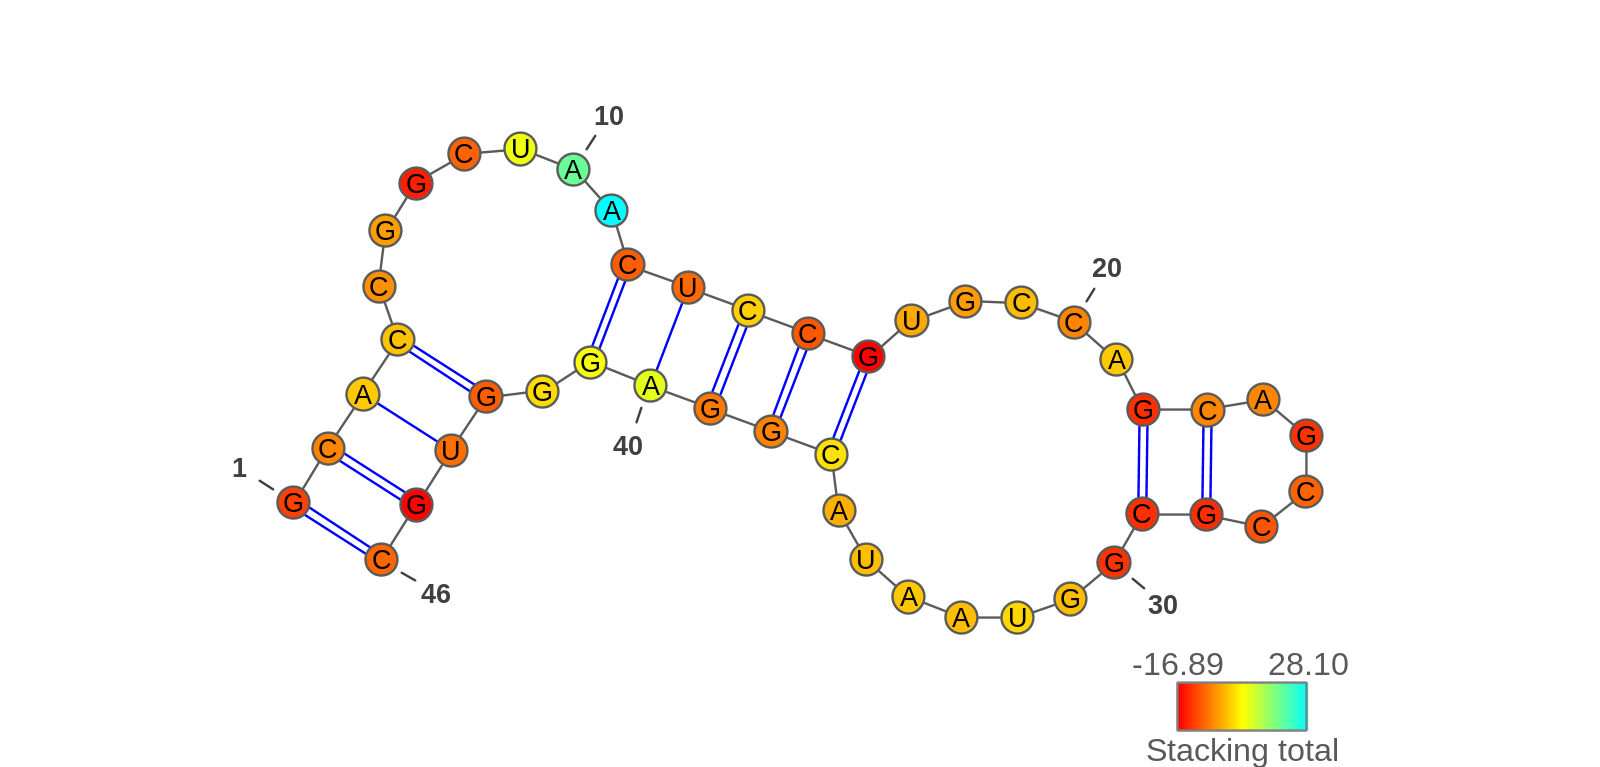 10
C U
G A
G A
C C U 20
C U C G C
C G U C
A G G A A
G A G C A
C U G G
1 G G
40 C C
G G A C G C
C A G
46 U G 30
A A U G
-16.89 28.10
Stacking total